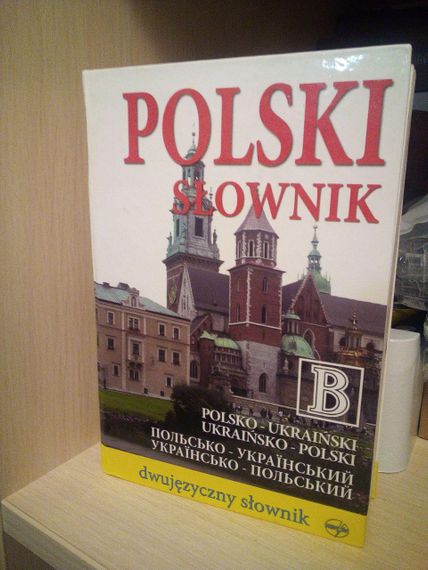 POLSKI
SŁOWNIK
B
POLSKO - UKRAIŃSKI
UKRAIŃSKO - POLSKI
ПОЛЬСЬКО - УКРАЇНСЬКИЙ
УКРАЇНСЬКО - ПОЛЬСЬКИЙ
dwujęzyczny słownik